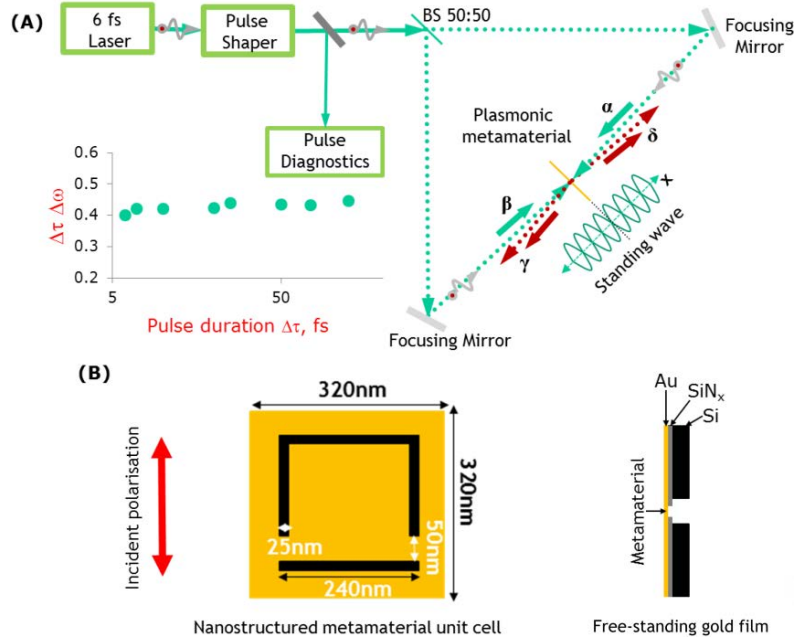 (A)
6 fs
Laser
Pulse
Shaper
BS 50:50
Focusing
Mirror
Pulse
Diagnostics
Plasmonic
metamaterial
α
δ
β
γ
x
Standing wave
Focusing Mirror
0.6
0.5
0.4
0.3
0.2
Δτ Δω
5
50
Pulse duration Δτ, fs
(B)
320nm
320nm
Incident polarisation
25nm
50nm
240nm
Nanostructured metamaterial unit cell
Au
SiNx
Si
Metamaterial
Free-standing gold film